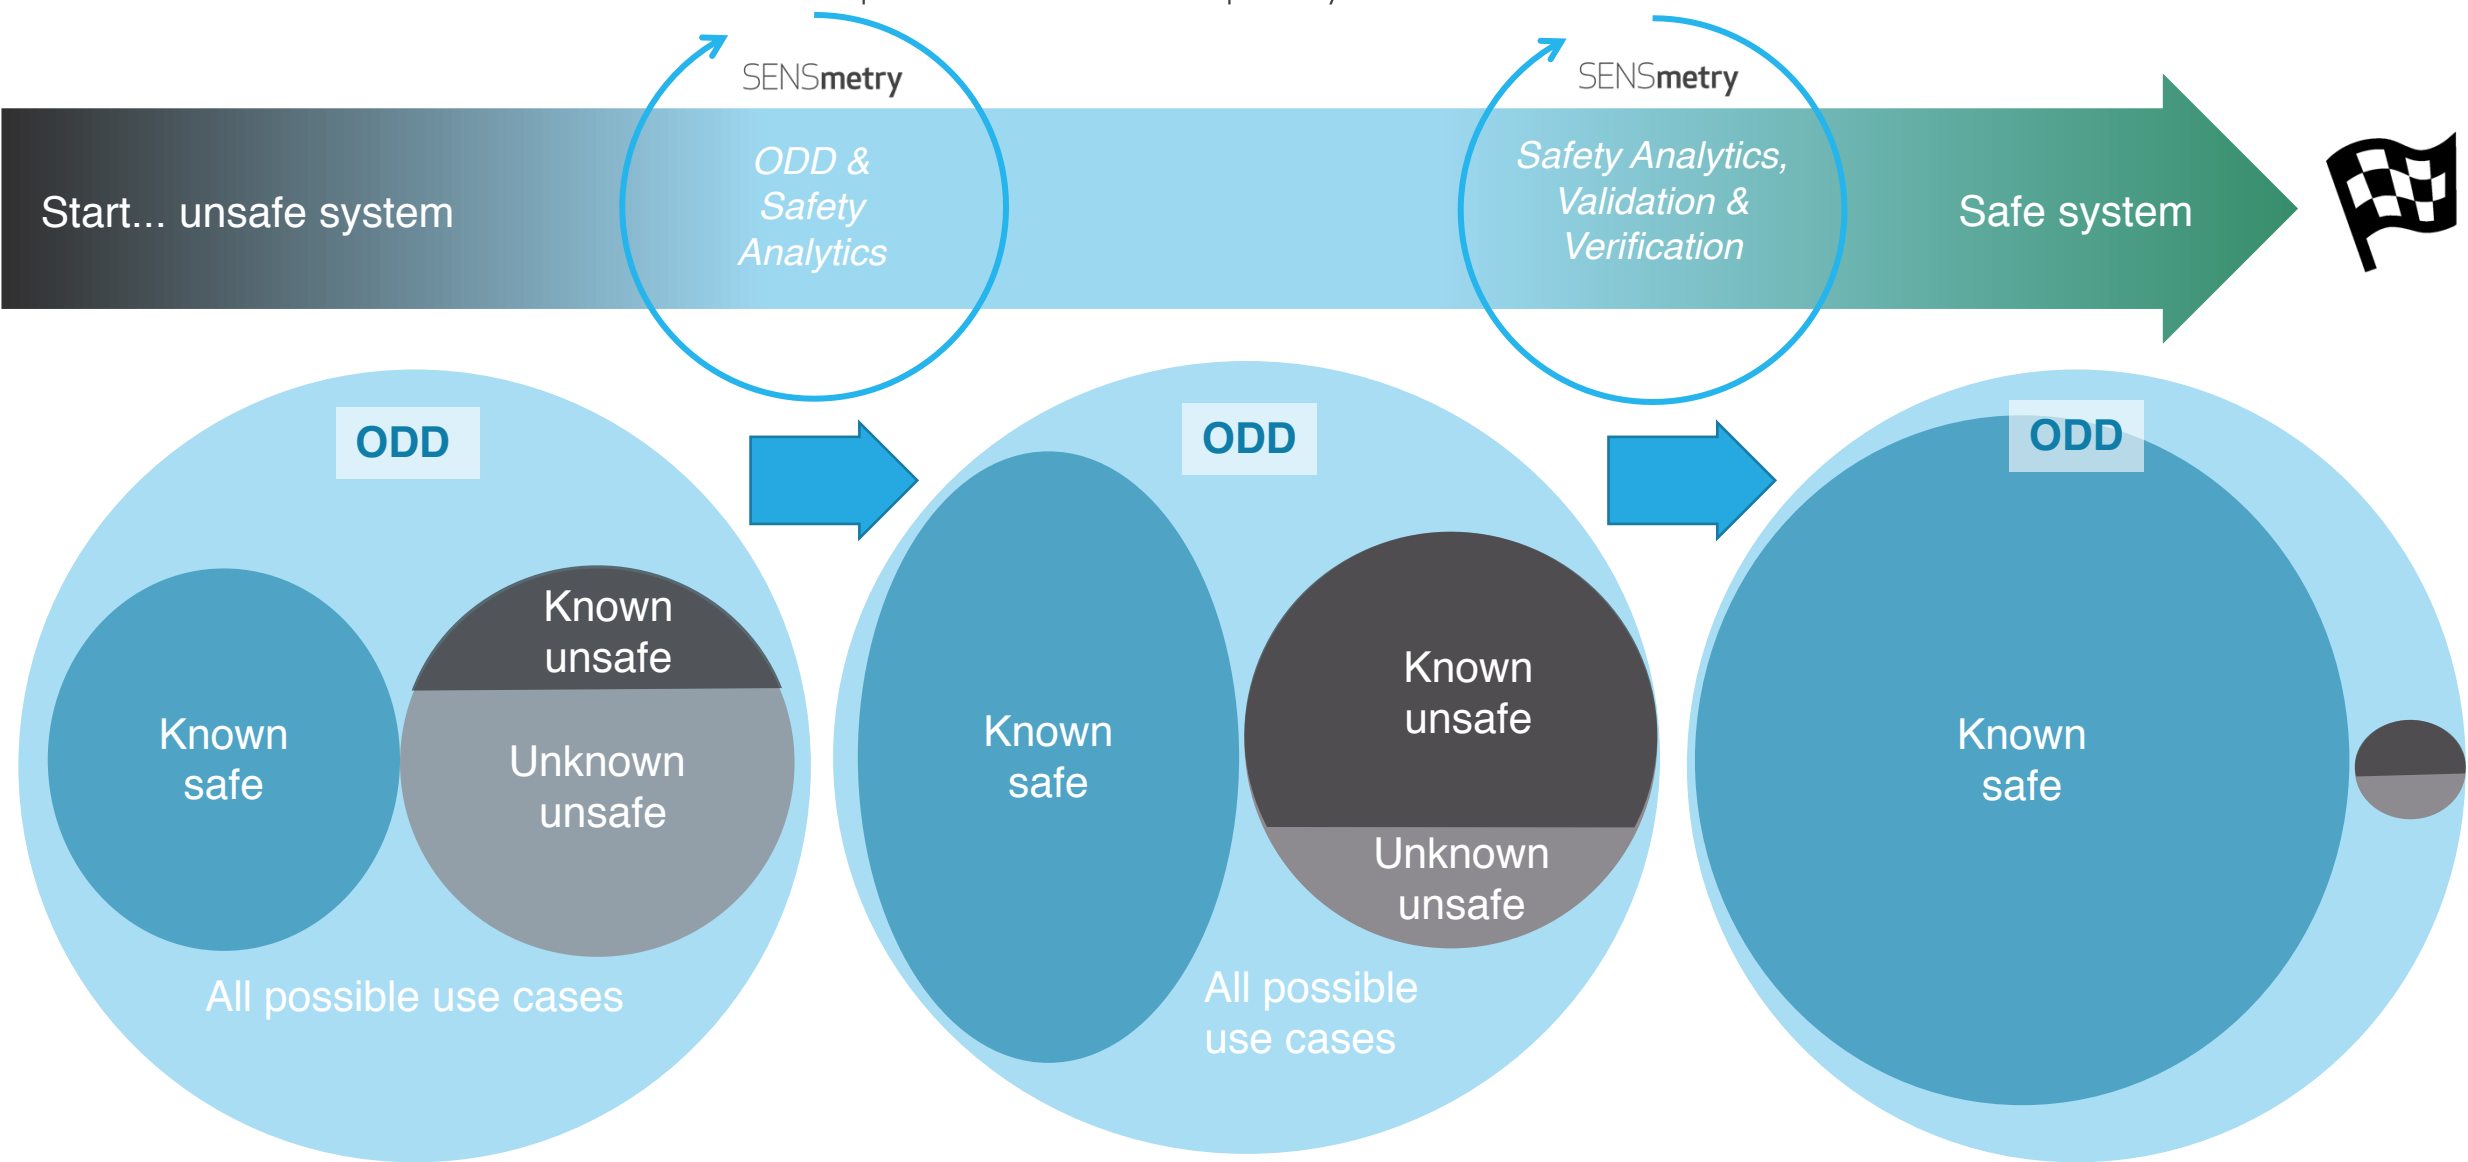 SENSmetry
SENSmetry
Start... unsafe system
ODD &
Safety
Analytics
Safety Analytics,
Validation &
Verification
Safe system
ODD
Known
safe
Known
unsafe
Unknown
unsafe
All possible use cases
ODD
Known
safe
Known
unsafe
Unknown
unsafe
All possible
use cases
ODD
Known
safe